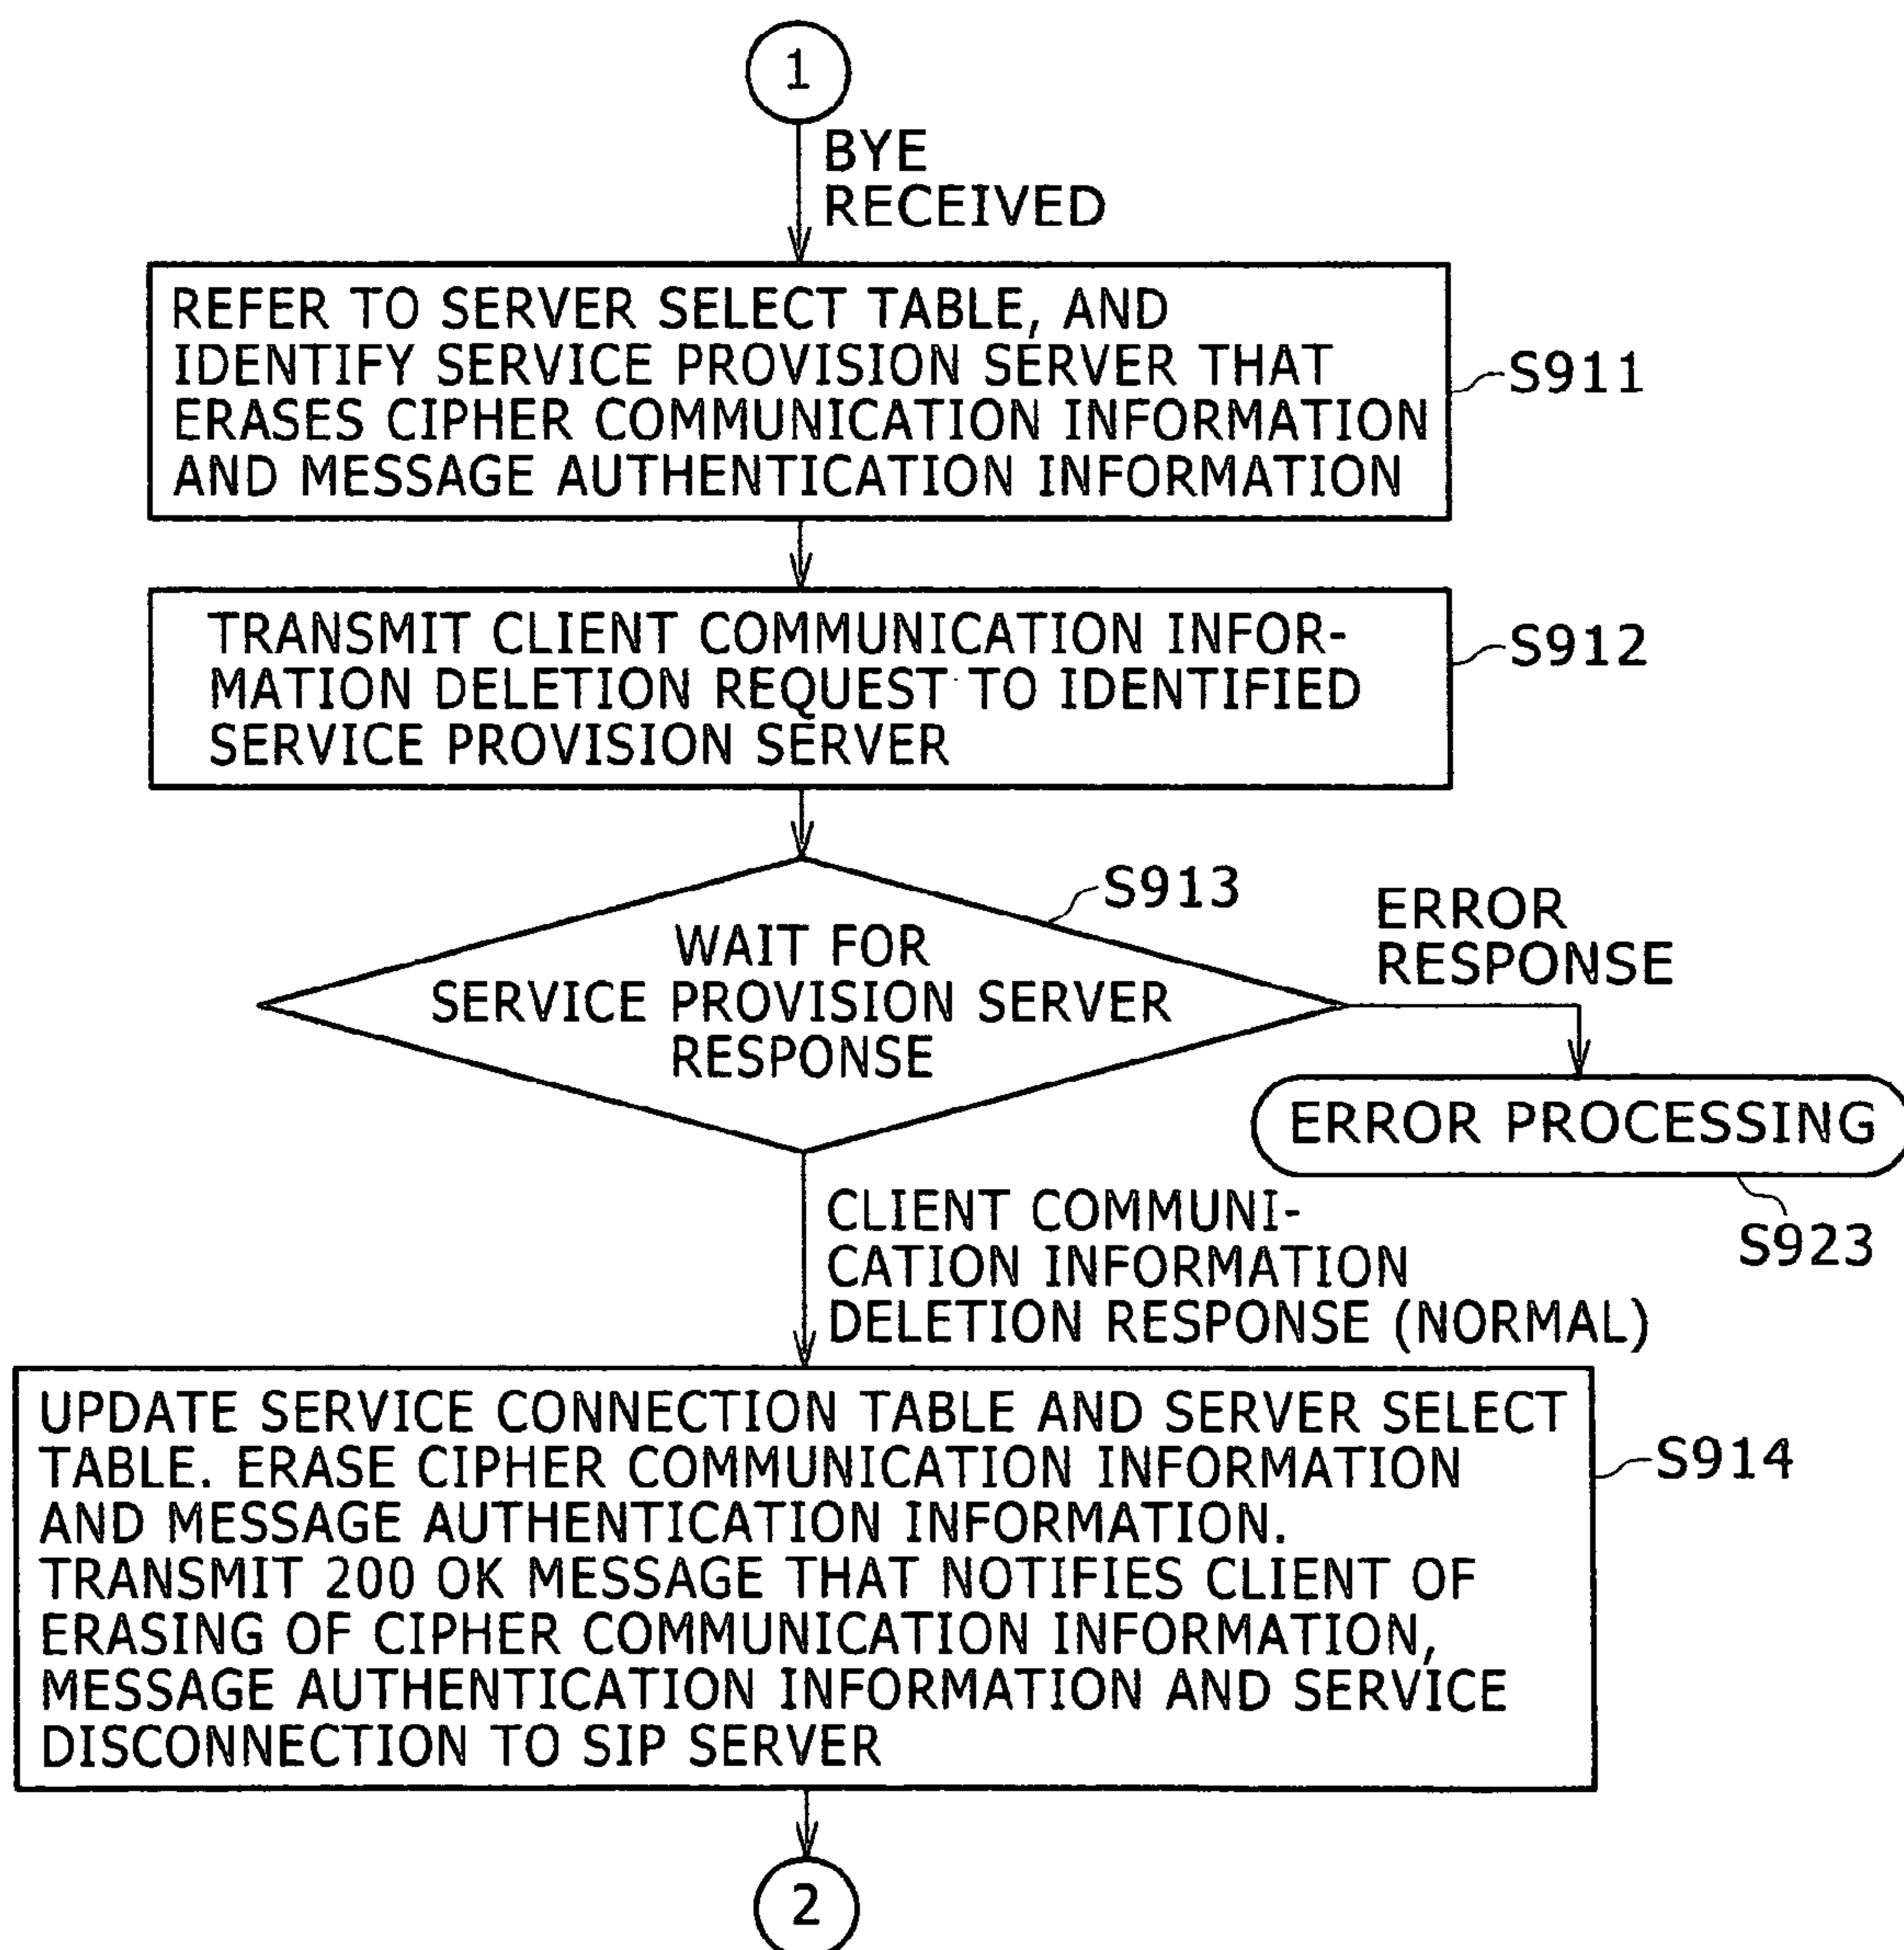 1
BYE
RECEIVED
REFER TO SERVER SELECT TABLE, AND
IDENTIFY SERVICE PROVISION SERVER THAT
ERASES CIPHER COMMUNICATION INFORMATION
AND MESSAGE AUTHENTICATION INFORMATION
S911
TRANSMIT CLIENT COMMUNICATION INFOR-
MATION DELETION REQUEST TO IDENTIFIED
SERVICE PROVISION SERVER
S912
S913
WAIT FOR
SERVICE PROVISION SERVER
RESPONSE
ERROR
RESPONSE
ERROR PROCESSING
S923
CLIENT COMMUNI-
CATION INFORMATION
DELETION RESPONSE (NORMAL)
UPDATE SERVICE CONNECTION TABLE AND SERVER SELECT
TABLE. ERASE CIPHER COMMUNICATION INFORMATION
AND MESSAGE AUTHENTICATION INFORMATION.
TRANSMIT 200 OK MESSAGE THAT NOTIFIES CLIENT OF
ERASING OF CIPHER COMMUNICATION INFORMATION,
MESSAGE AUTHENTICATION INFORMATION AND SERVICE
DISCONNECTION TO SIP SERVER
S914
2